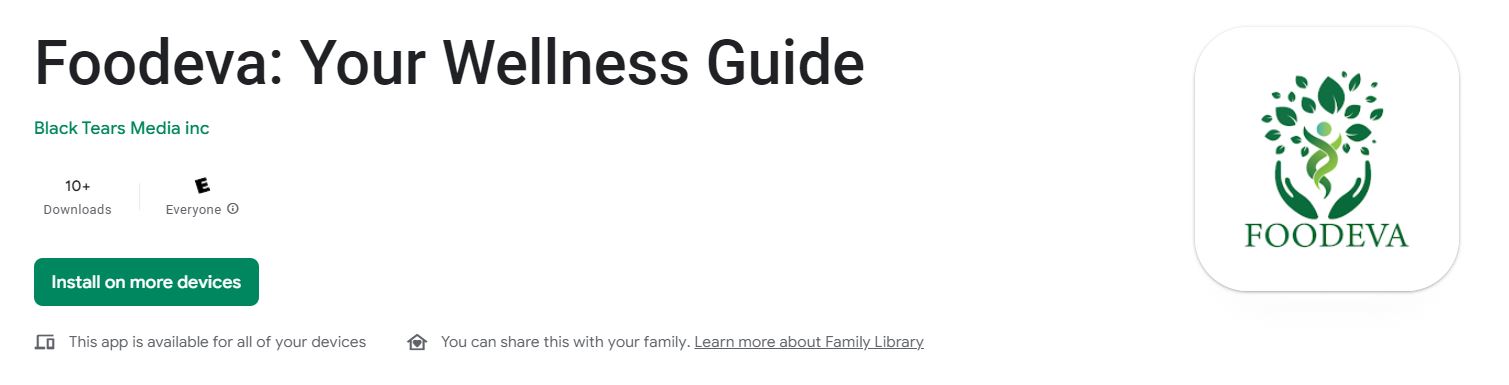 Foodeva: Your Wellness Guide
Black Tears Media inc
10+
Downloads
E
Everyone
Install on more devices
This app is available for all of your devices
You can share this with your family. Learn more about Family Library
FOODEVA